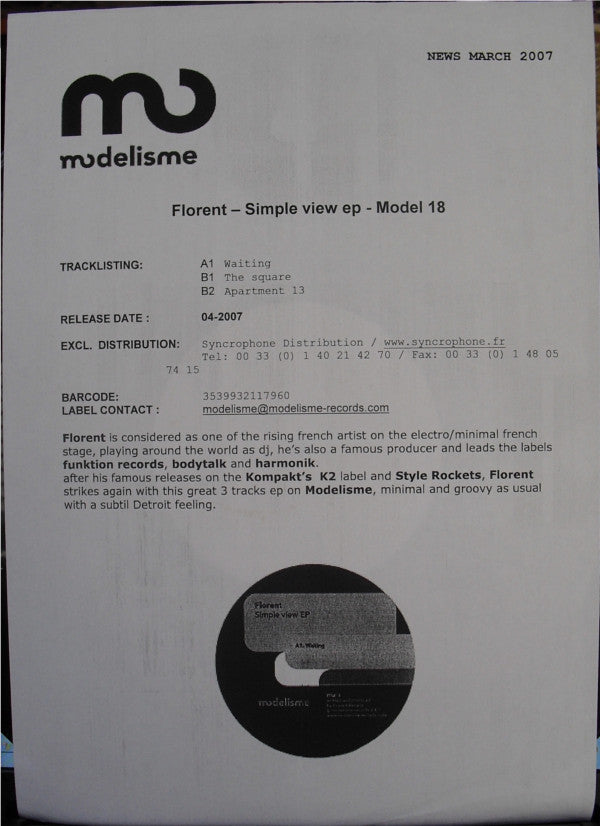 NEWS MARCH 2007
mo
modelisme
Florent – Simple view ep - Model 18
TRACKLISTING: A1 Waiting
B1 The square
B2 Apartment 13
RELEASE DATE : 04-2007
EXCL. DISTRIBUTION: Syncrophone Distribution / www.syncrophone.fr
Tel: 00 33 (0) 1 40 21 42 70 / Fax: 00 33 (0) 1 48 05
74 15
BARCODE: 3539932117960
LABEL CONTACT : modelisme@modelisme-records.com
Florent is considered as one of the rising french artist on the electro/minimal french
stage, playing around the world as dj, he's also a famous producer and leads the labels
funktion records, bodytalk and harmonik.
after his famous releases on the Kompakt's K2 label and Style Rockets, Florent
strikes again with this great 3 tracks ep on Modelisme, minimal and groovy as usual
with a subtil Detroit feeling.
Florent
Simple view EP
A1. Waiting
modelisme